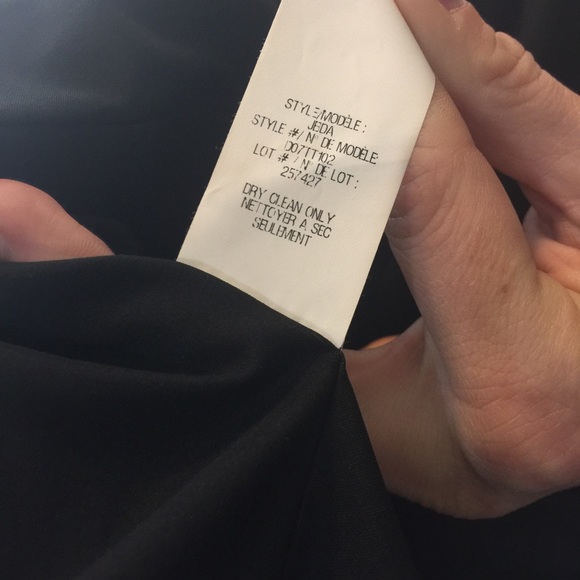 STYLE/MODÈLE :
JEDA
STYLE #/ N° DE MODÈLE
D07TT102
LOT # / N° DE LOT :
257427
DRY CLEAN ONLY
NETTOYER A SEC
SEULEMENT